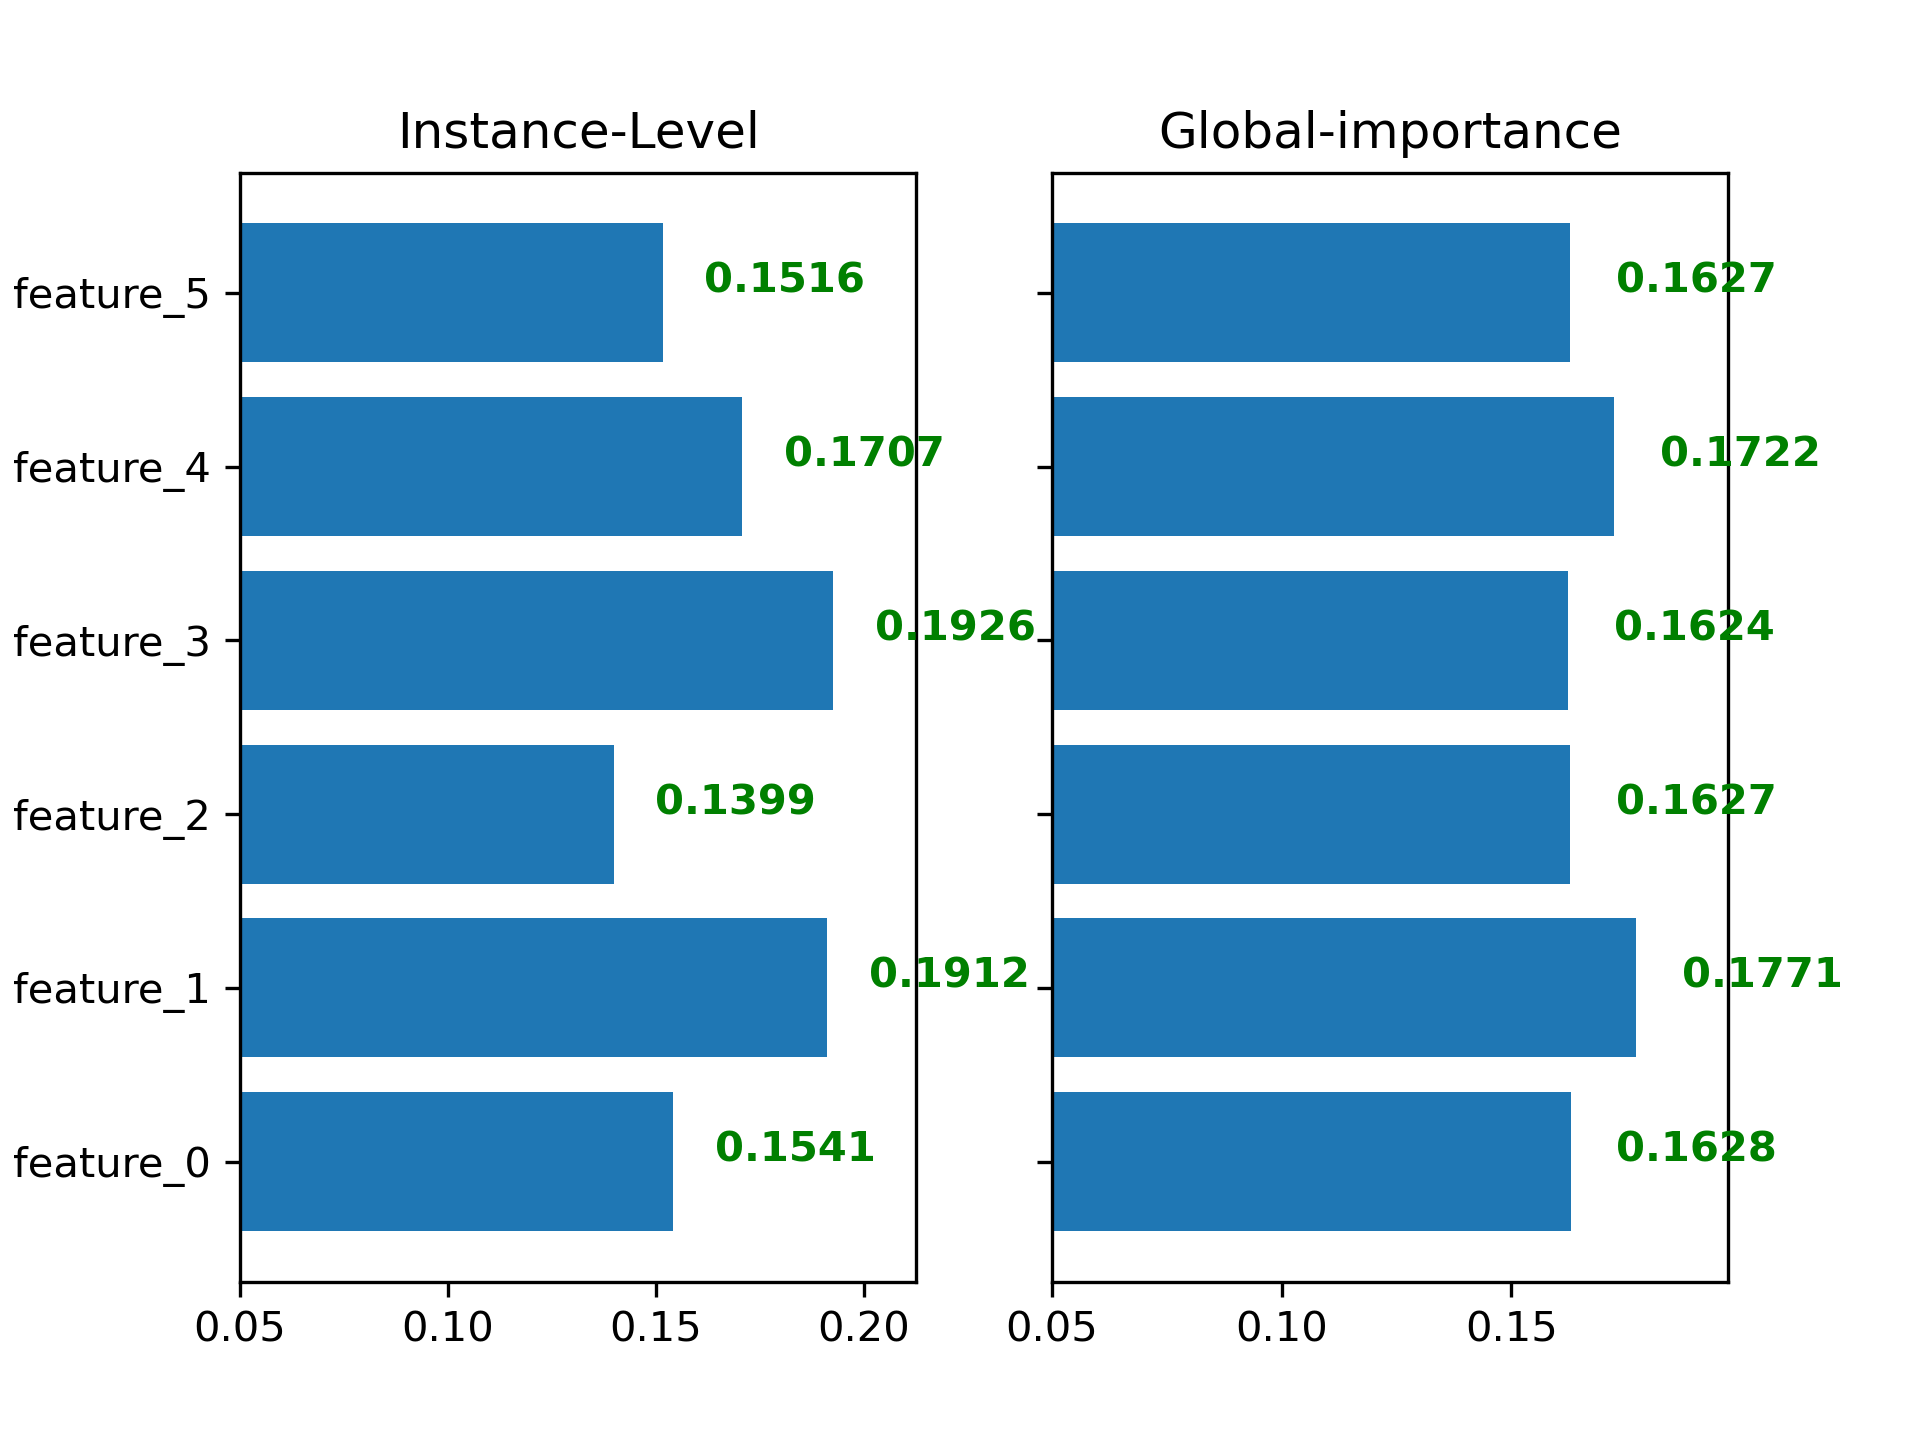 Instance-Level
Global-importance
feature_5
0.1516
0.1627
feature_4
0.1707
0.1722
feature_3
0.1926
0.1624
feature_2
0.1399
0.1627
feature_1
0.1912
0.1771
feature_0
0.1541
0.1628
0.05 0.10 0.15 0.20
0.05 0.10 0.15